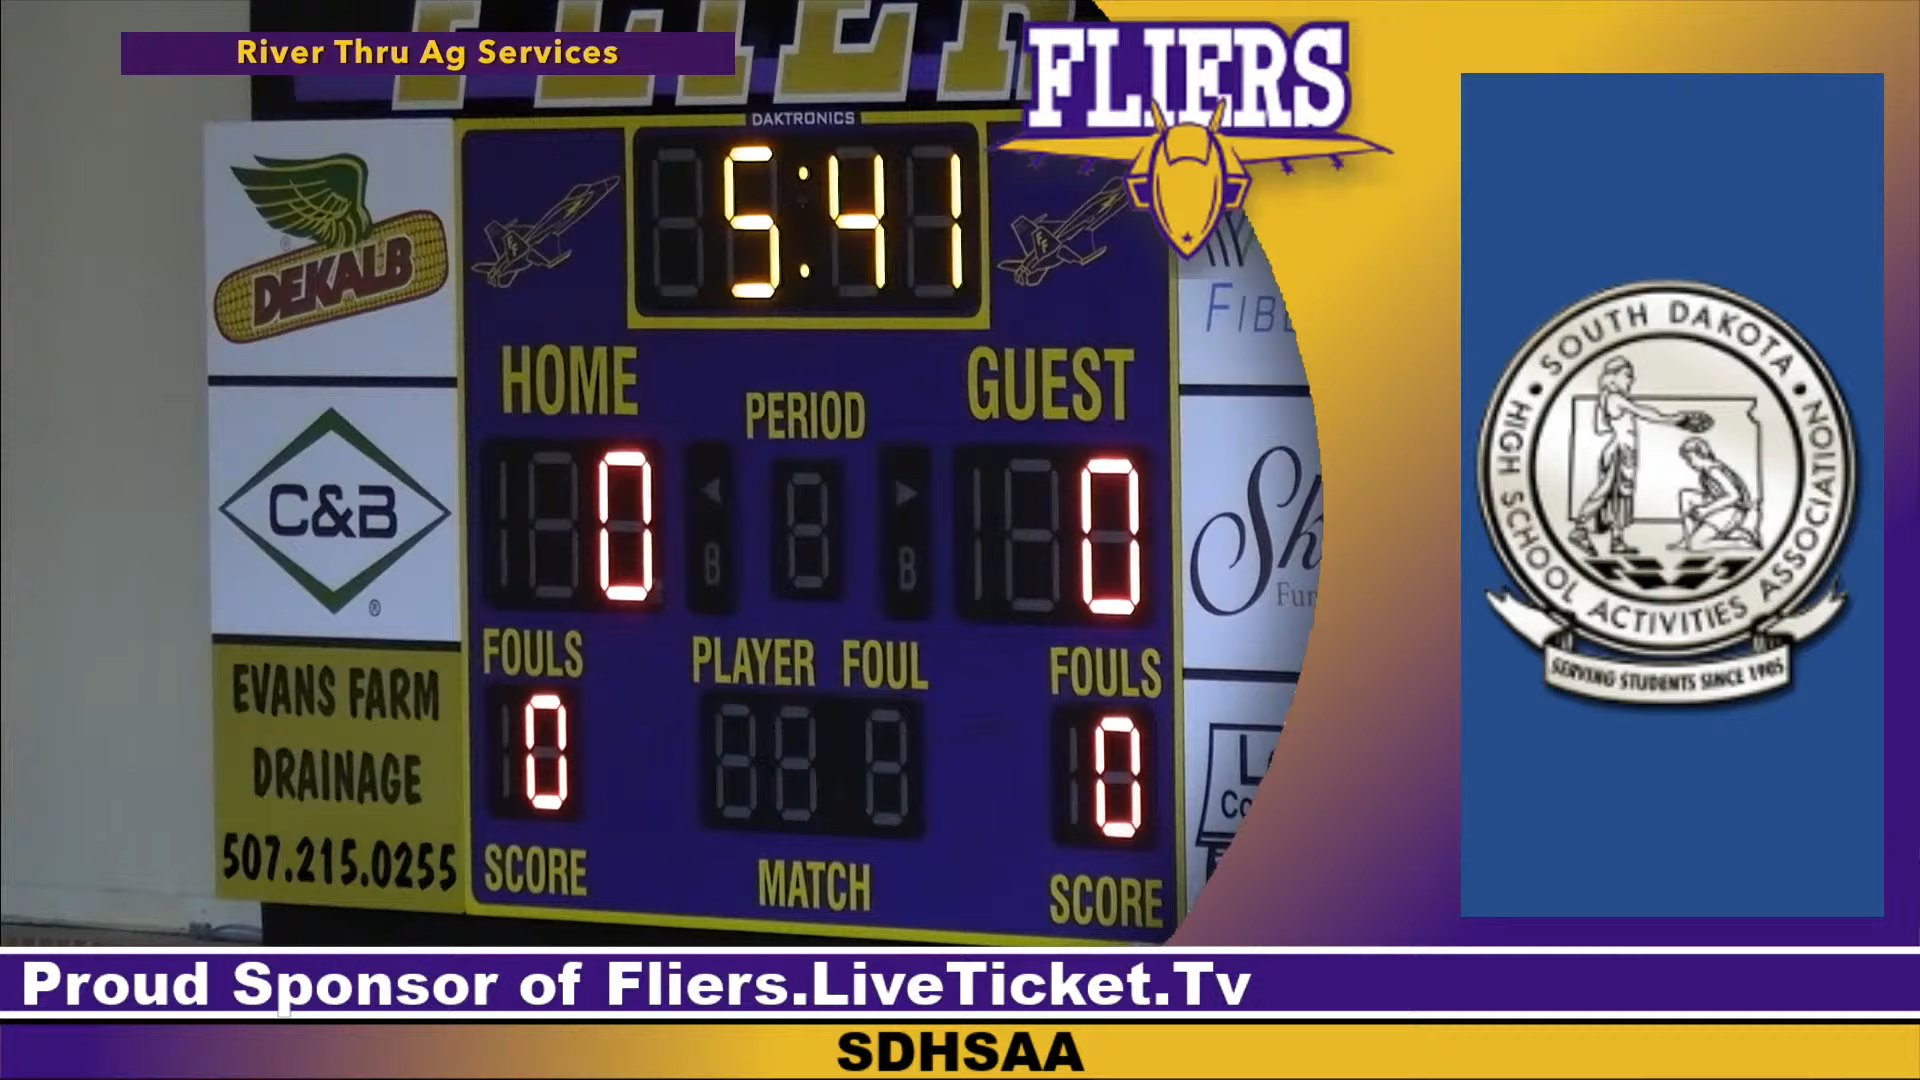 River Thru Ag Services
FLIERS
DAKTRONICS
5:41
DEKALB
®
C&B
®
EVANS FARM
DRAINAGE
507.215.0255
HOME
PERIOD
GUEST
0
B
B
0
FOULS
PLAYER FOUL
FOULS
0
0
SCORE
MATCH
SCORE
SOUTH DAKOTA
HIGH SCHOOL ACTIVITIES ASSOCIATION
SERVING STUDENTS SINCE 1905
Proud Sponsor of Fliers.LiveTicket.Tv
SDHSAA